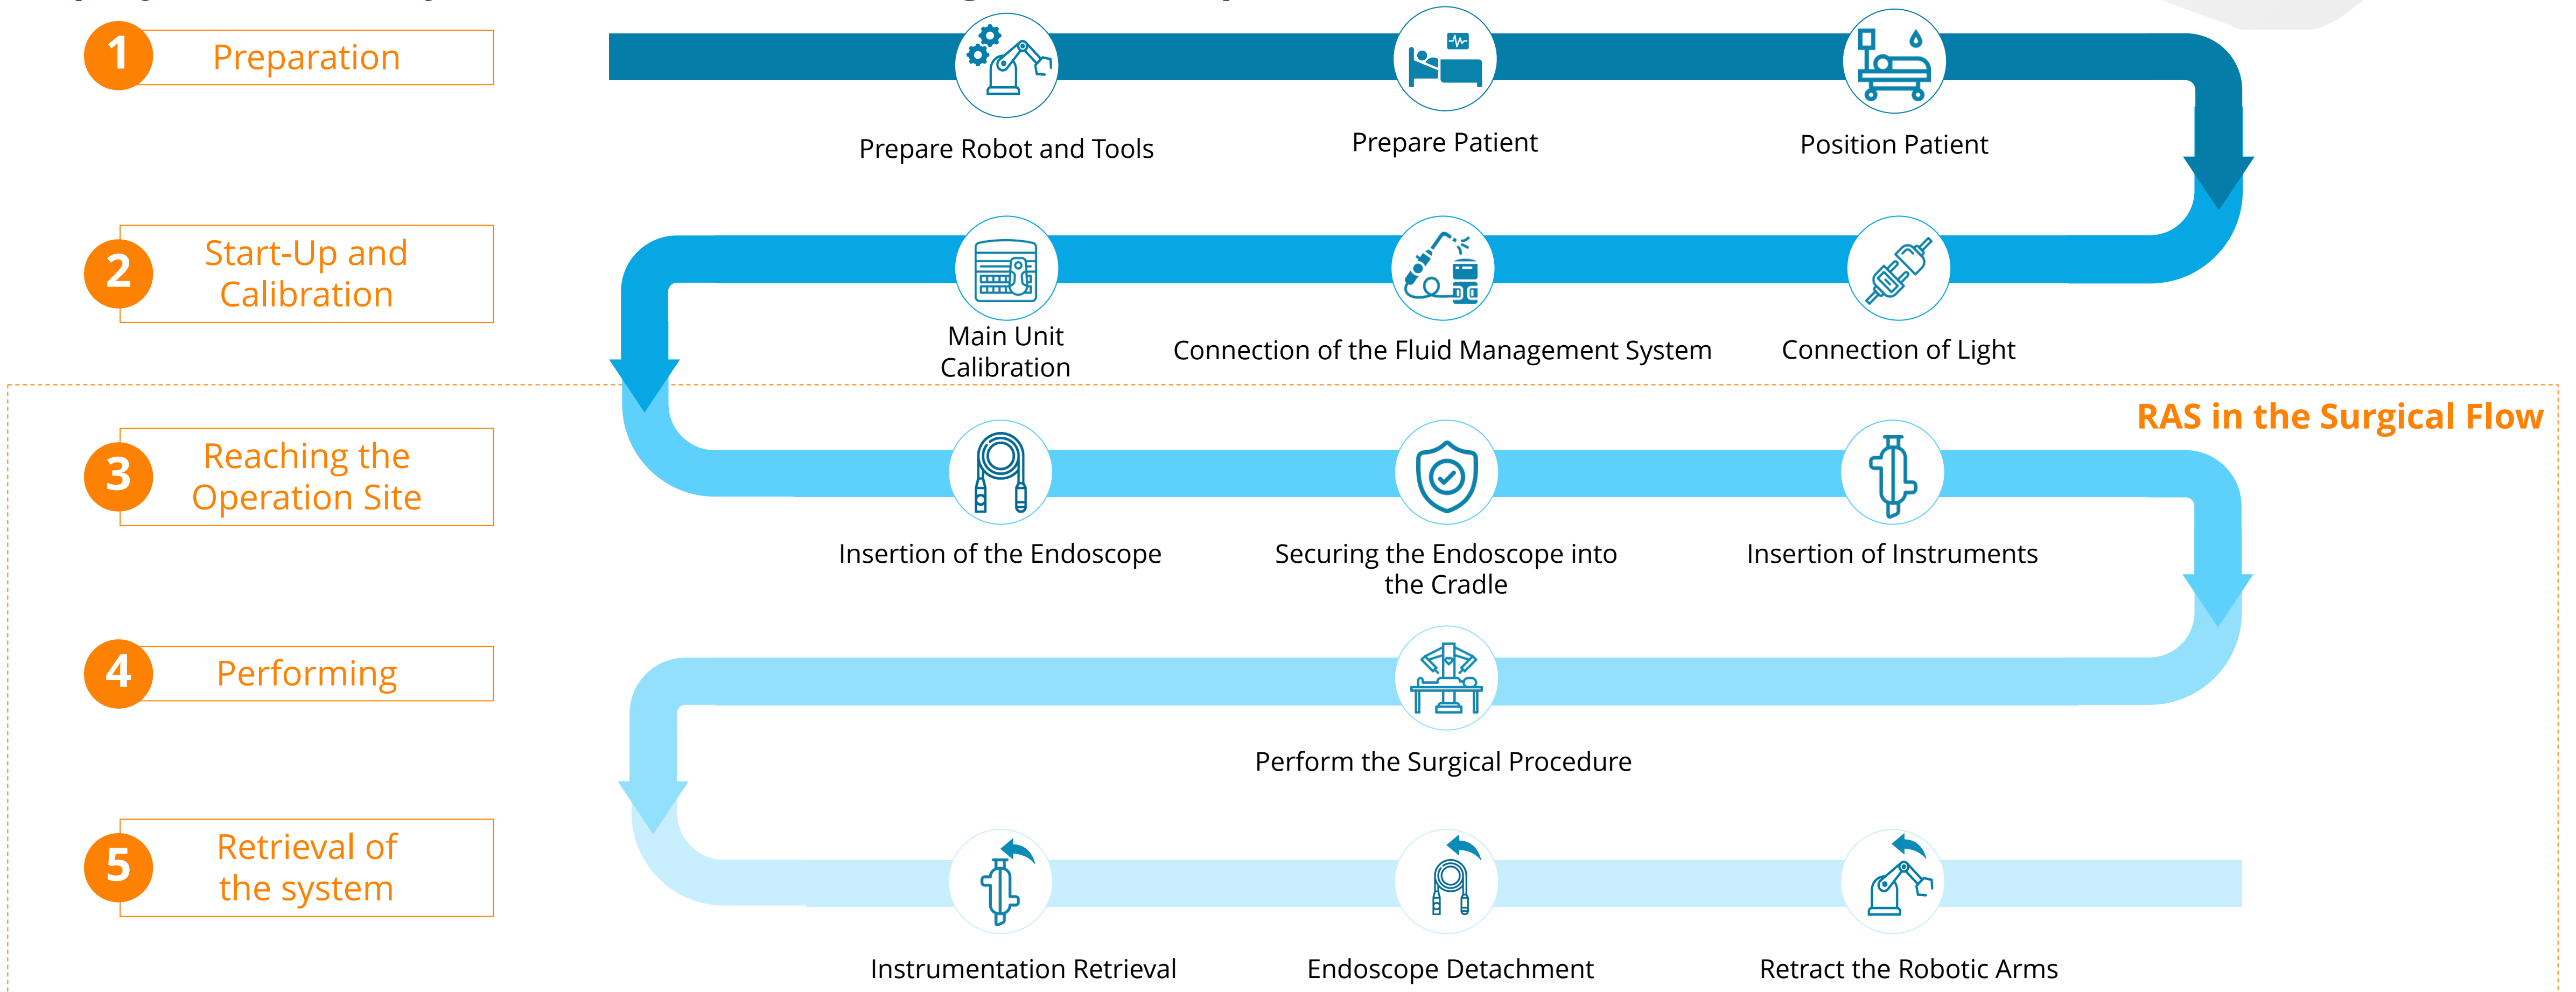 1
Preparation
Prepare Robot and Tools
Prepare Patient
Position Patient
2
Start-Up and
Calibration
Main Unit
Calibration
Connection of the Fluid Management System
Connection of Light
RAS in the Surgical Flow
3
Reaching the
Operation Site
Insertion of the Endoscope
Securing the Endoscope into
the Cradle
Insertion of Instruments
4
Performing
Perform the Surgical Procedure
5
Retrieval of
the system
Instrumentation Retrieval
Endoscope Detachment
Retract the Robotic Arms